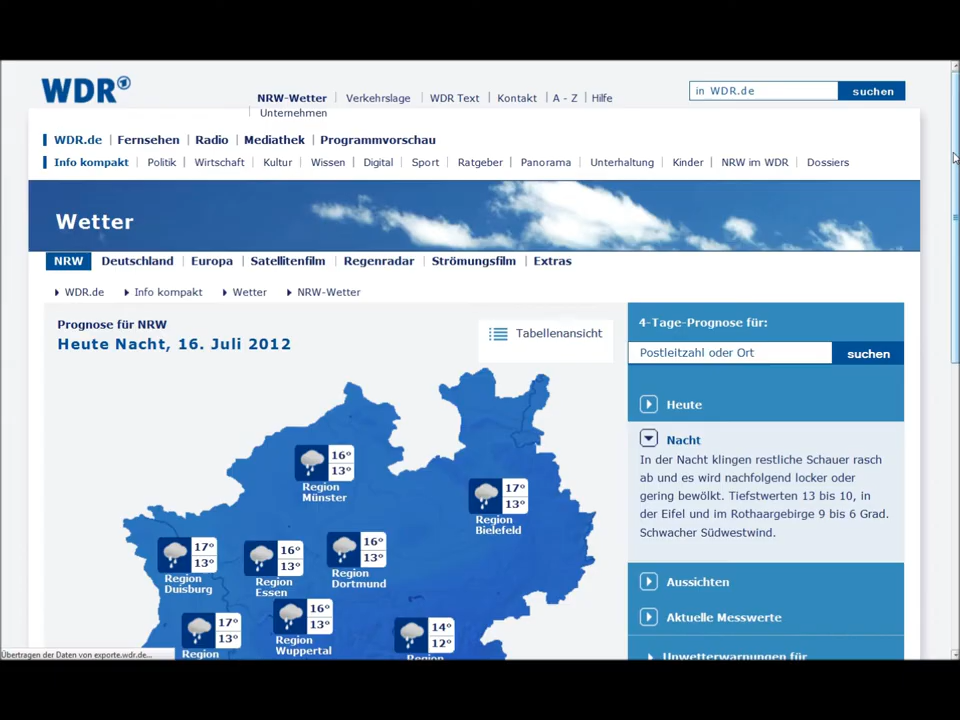 WDR
NRW-Wetter Verkehrslage WDR Text Kontakt A - Z Hilfe
Unternehmen
in WDR.de suchen
WDR.de Fernsehen Radio Mediathek Programmvorschau
Info kompakt Politik Wirtschaft Kultur Wissen Digital Sport Ratgeber Panorama Unterhaltung Kinder NRW im WDR Dossiers
Wetter
NRW Deutschland Europa Satellitenfilm Regenradar Strömungsfilm Extras
WDR.de Info kompakt Wetter NRW-Wetter
Prognose für NRW
Heute Nacht, 16. Juli 2012
Tabellenansicht
16°
13°
Region
Münster
17°
13°
Region
Bielefeld
17°
13°
Region
Duisburg
16°
13°
Region
Essen
16°
13°
Region
Dortmund
17°
13°
Region
16°
13°
Region
Wuppertal
14°
12°
Region
4-Tage-Prognose für:
Postleitzahl oder Ort suchen
Heute
Nacht
In der Nacht klingen restliche Schauer rasch
ab und es wird nachfolgend locker oder
gering bewölkt. Tiefstwerten 13 bis 10, in
der Eifel und im Rothaargebirge 9 bis 6 Grad.
Schwacher Südwestwind.
Aussichten
Aktuelle Messwerte
Unwetterwarnungen für
Übertragen der Daten von exporte.wdr.de...